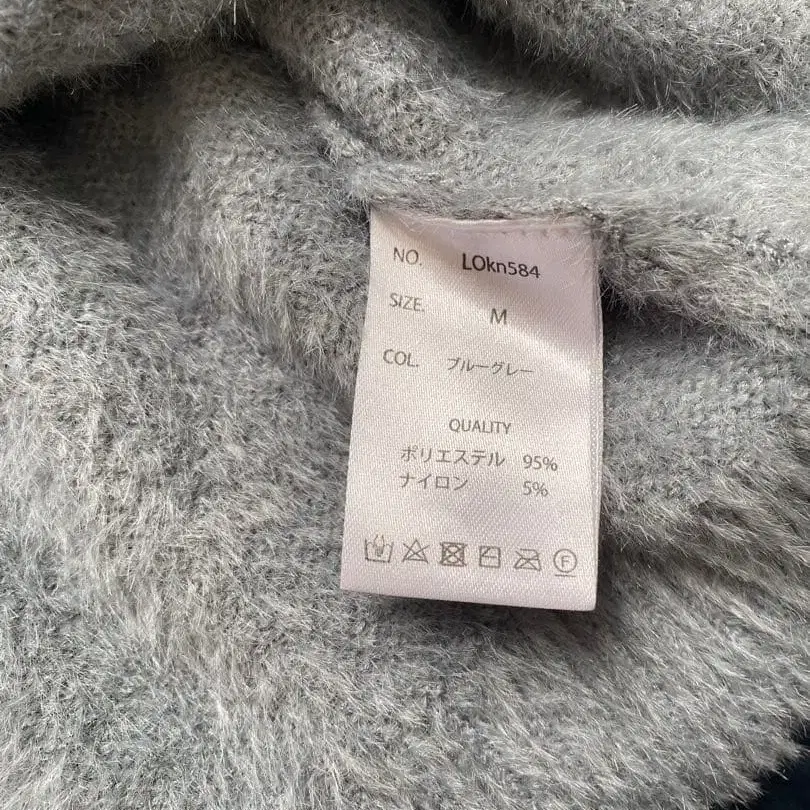 NO. LOkn584
SIZE. M
COL. ブルーグレー
QUALITY
ポリエステル 95%
ナイロン 5%
F